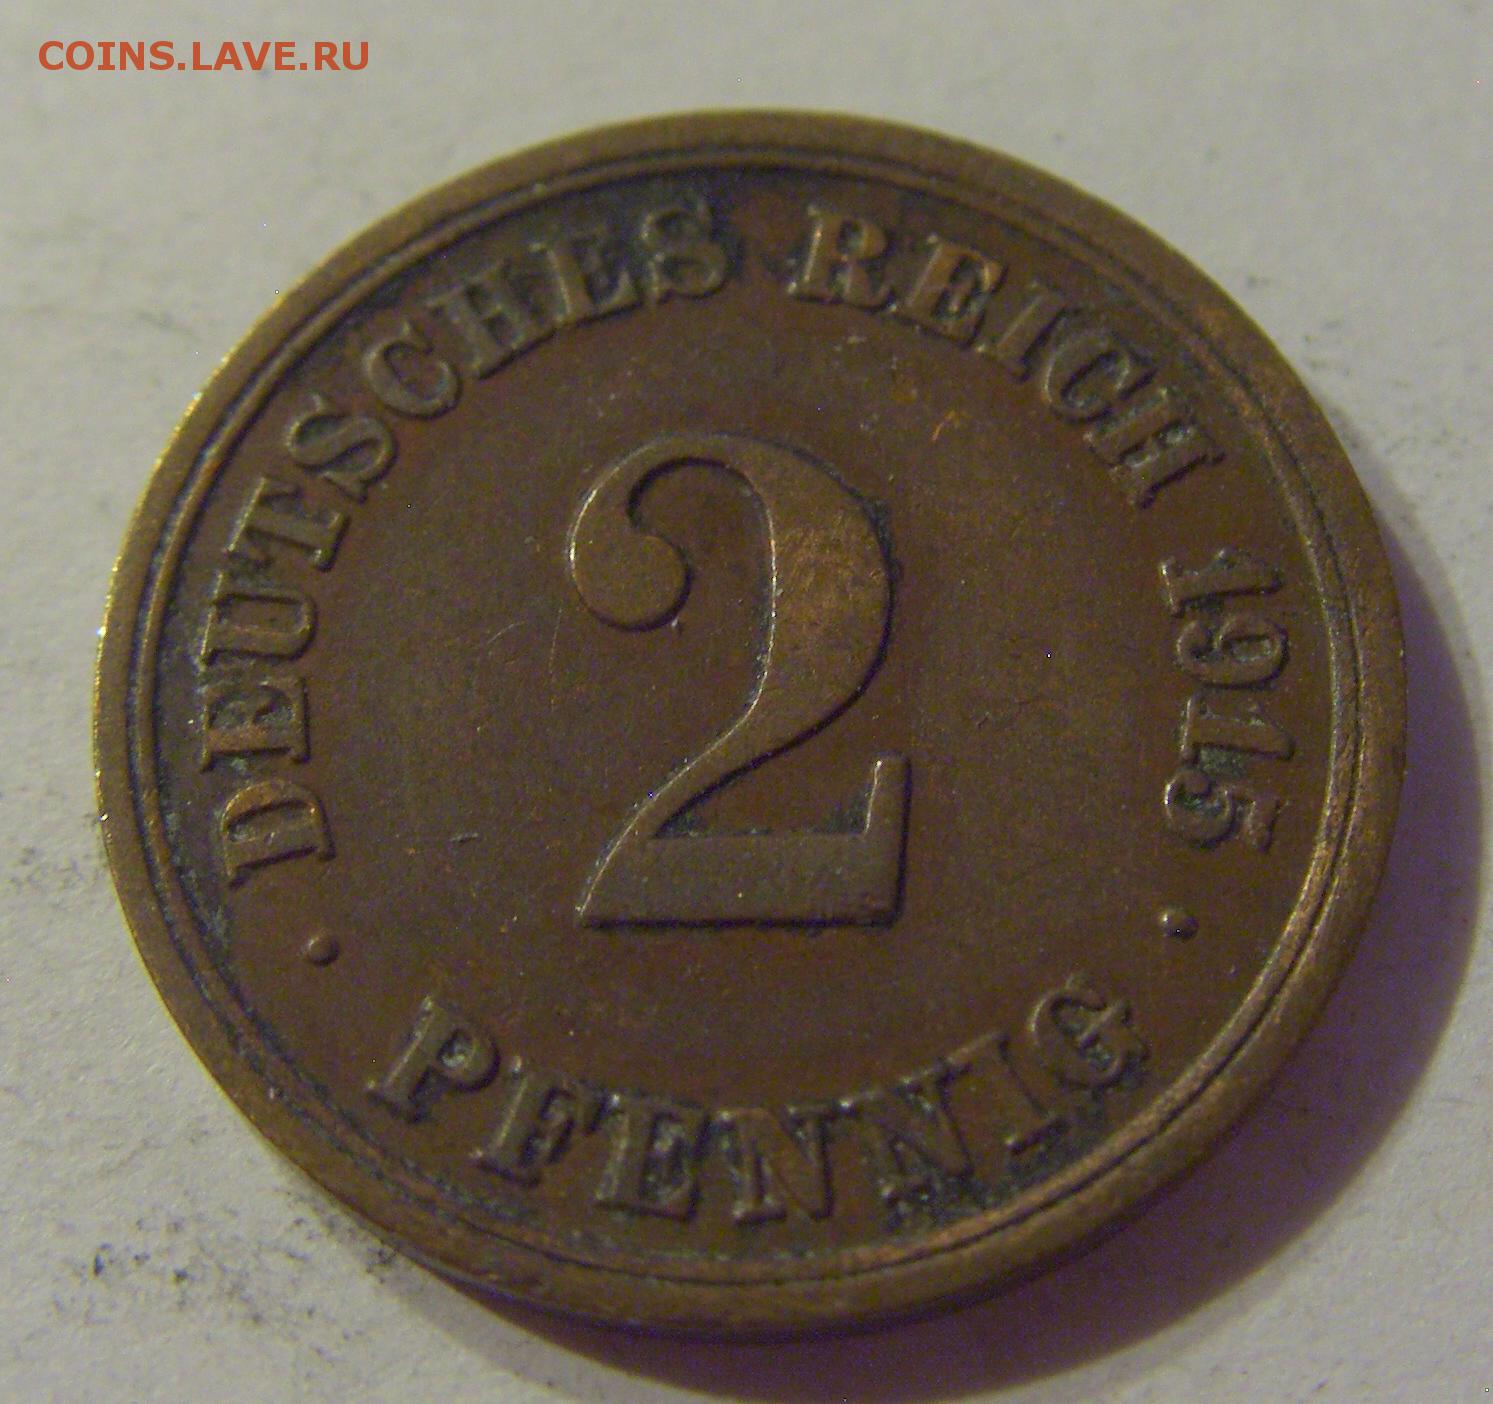 COINS.LAVE.RU
DEUTSCHES REICH 1915
2
· PFENNIG ·